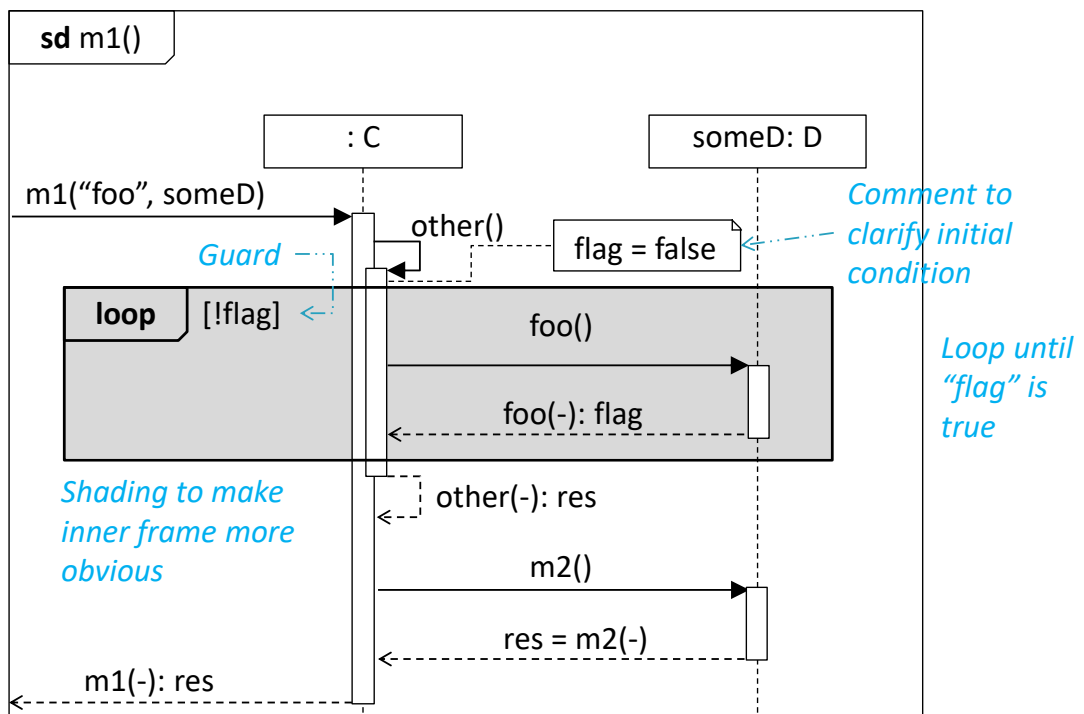 sd m1()
: C
someD: D
m1(“foo”, someD)
other()
flag = false
Comment to
clarify initial
condition
Guard
loop [!flag]
foo()
Loop until
“flag” is
true
foo(-): flag
Shading to make
inner frame more
obvious
other(-): res
m2()
res = m2(-)
m1(-): res